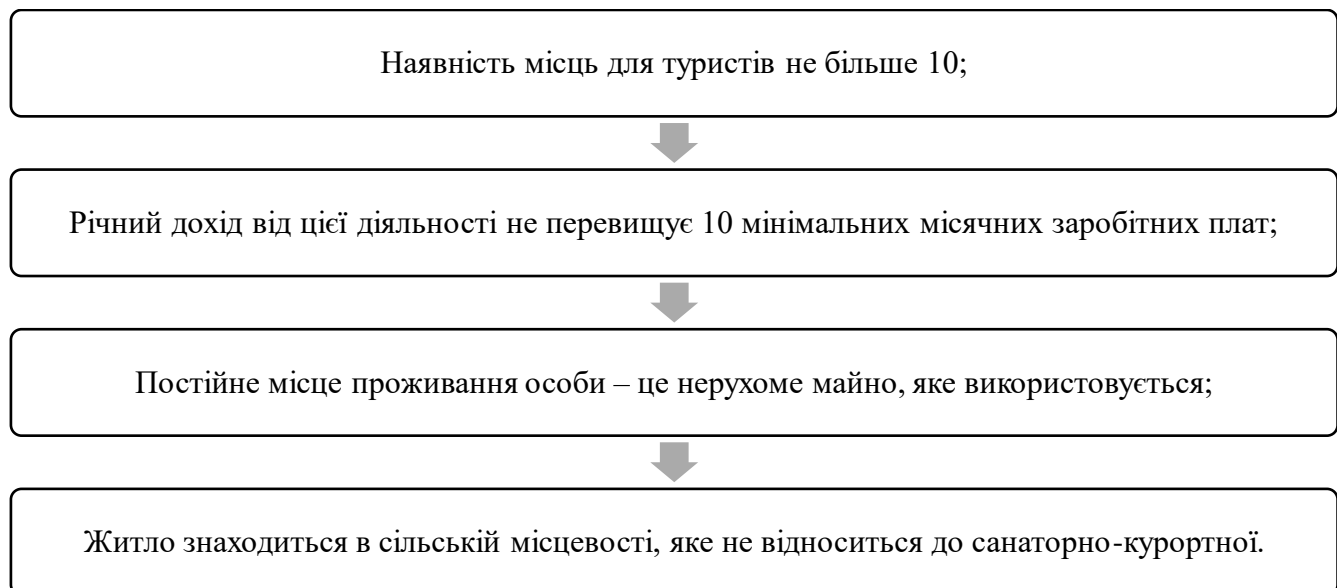 Наявність місць для туристів не більше 10;
Річний дохід від цієї діяльності не перевищує 10 мінімальних місячних заробітних плат;
Постійне місце проживання особи – це нерухоме майно, яке використовується;
Житло знаходиться в сільській місцевості, яке не відноситься до санаторно-курортної.